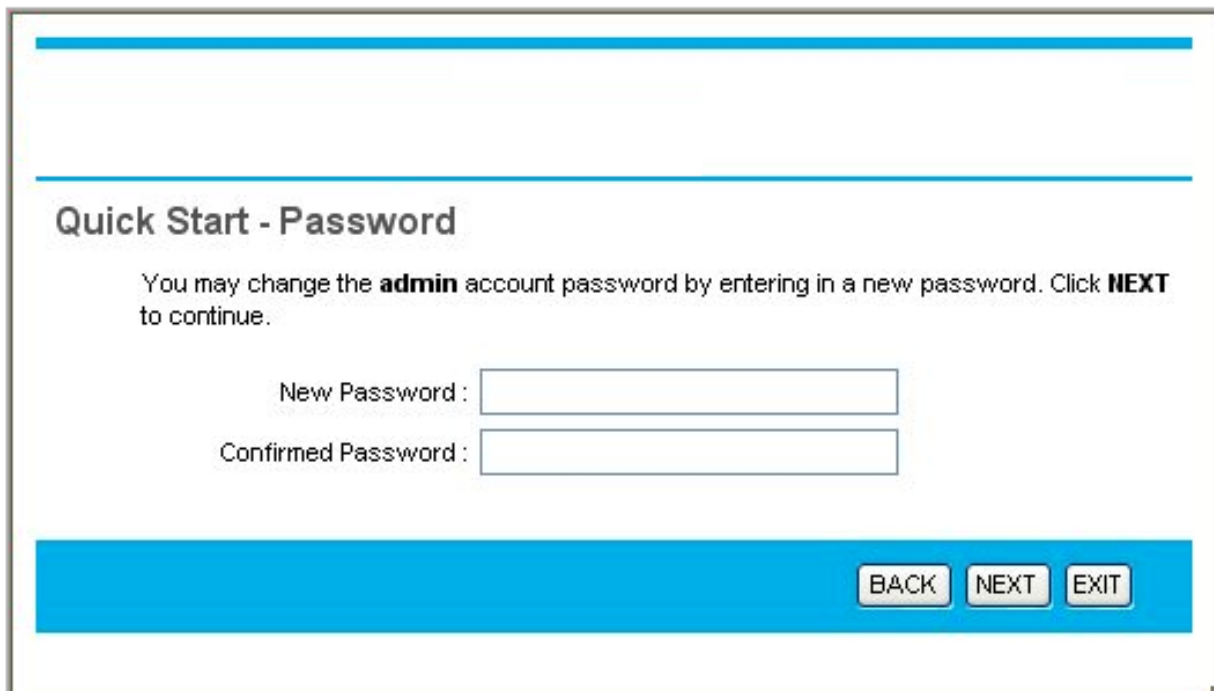 Quick Start - Password
You may change the admin account password by entering in a new password. Click NEXT
to continue.
New Password :
Confirmed Password :
BACK NEXT EXIT